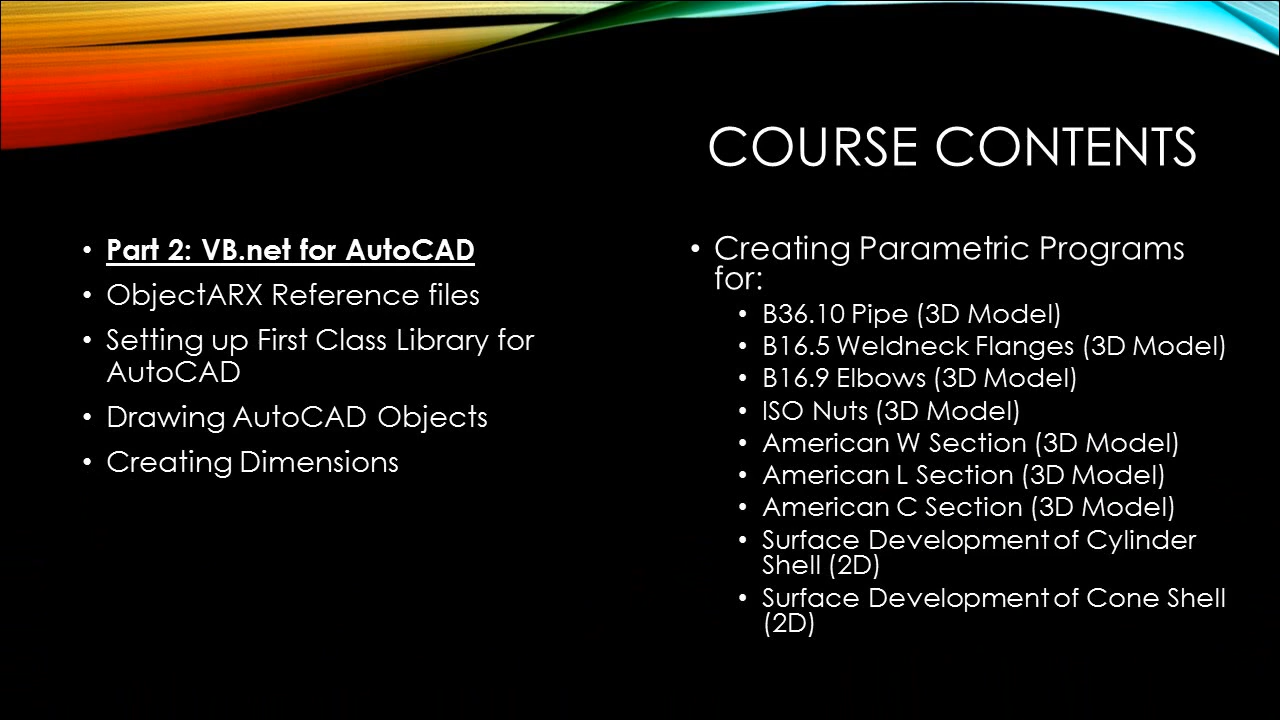 COURSE CONTENTS
• Part 2: VB.net for AutoCAD
• ObjectARX Reference files
• Setting up First Class Library for
AutoCAD
• Drawing AutoCAD Objects
• Creating Dimensions
• Creating Parametric Programs
for:
• B36.10 Pipe (3D Model)
• B16.5 Weldneck Flanges (3D Model)
• B16.9 Elbows (3D Model)
• ISO Nuts (3D Model)
• American W Section (3D Model)
• American L Section (3D Model)
• American C Section (3D Model)
• Surface Development of Cylinder
Shell (2D)
• Surface Development of Cone Shell
(2D)